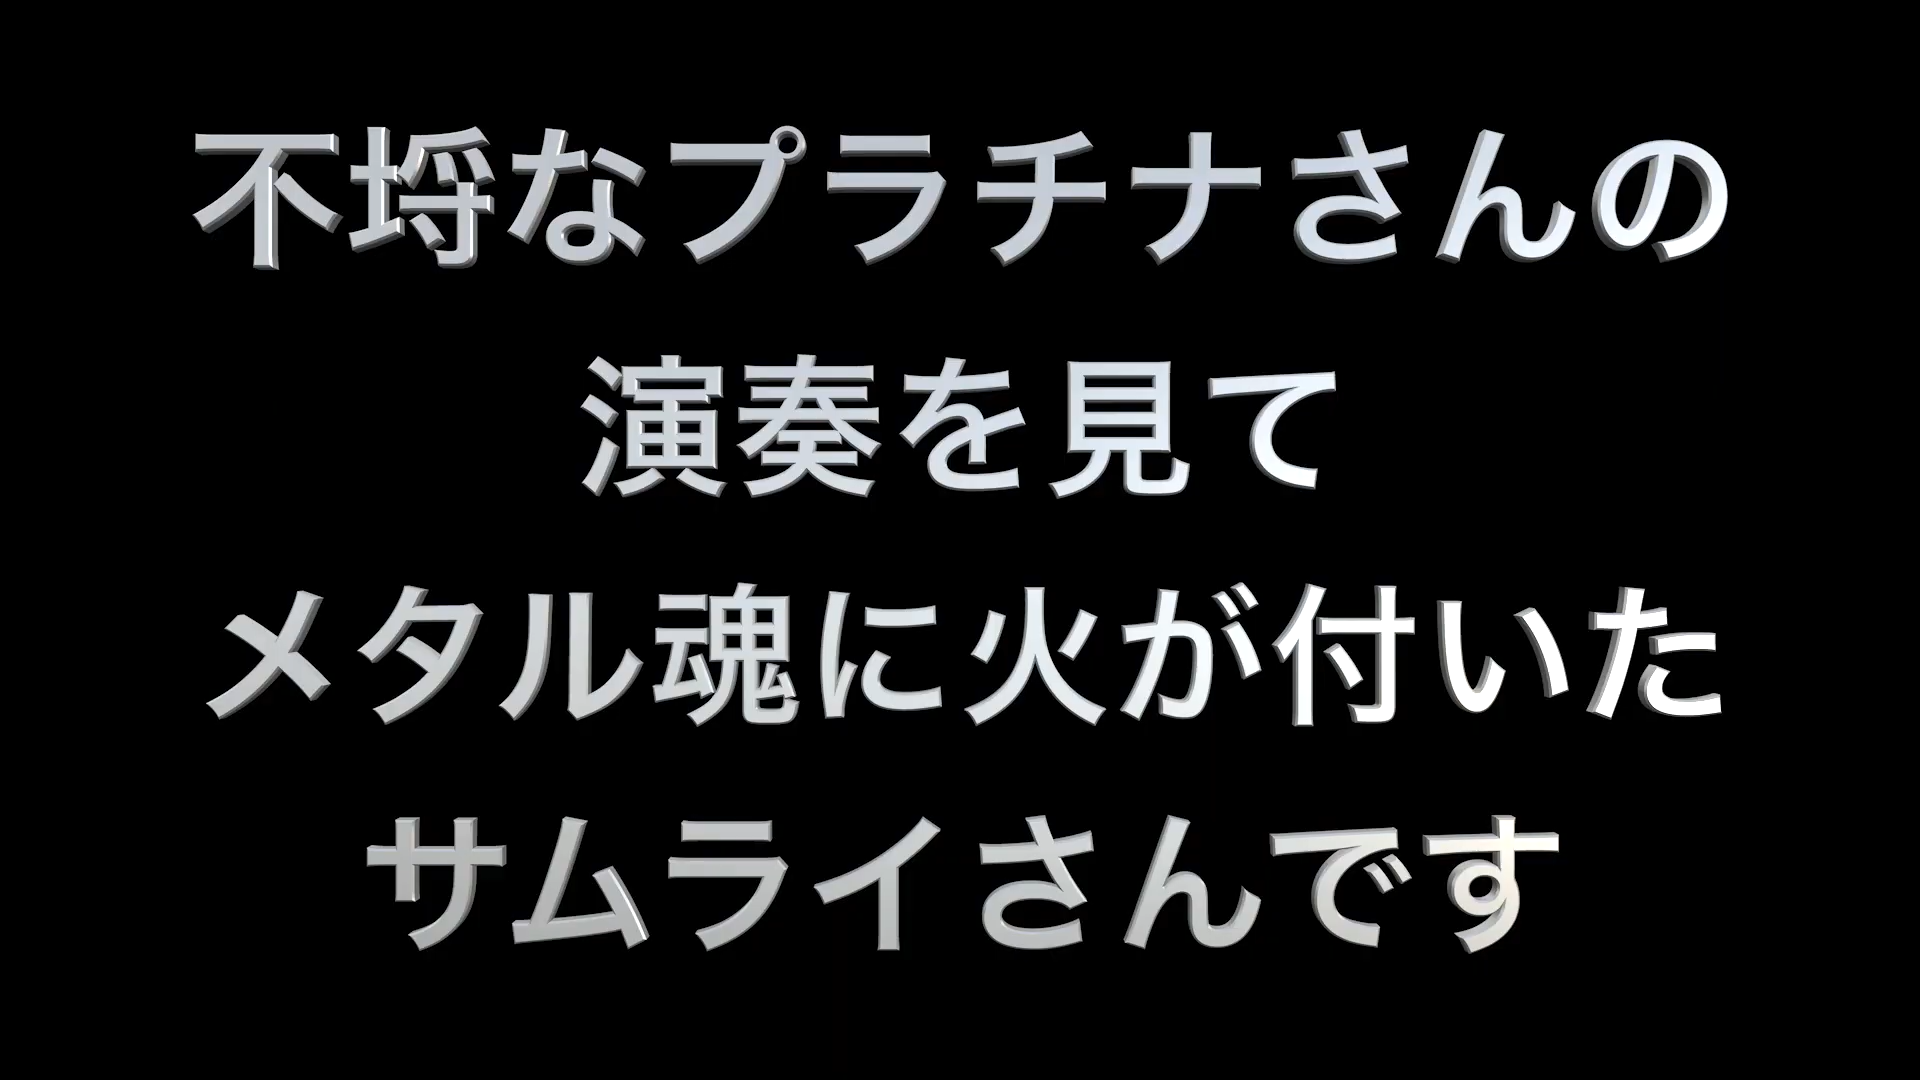 不埒なプラチナさんの
演奏を見て
メタル魂に火が付いた
サムライさんです